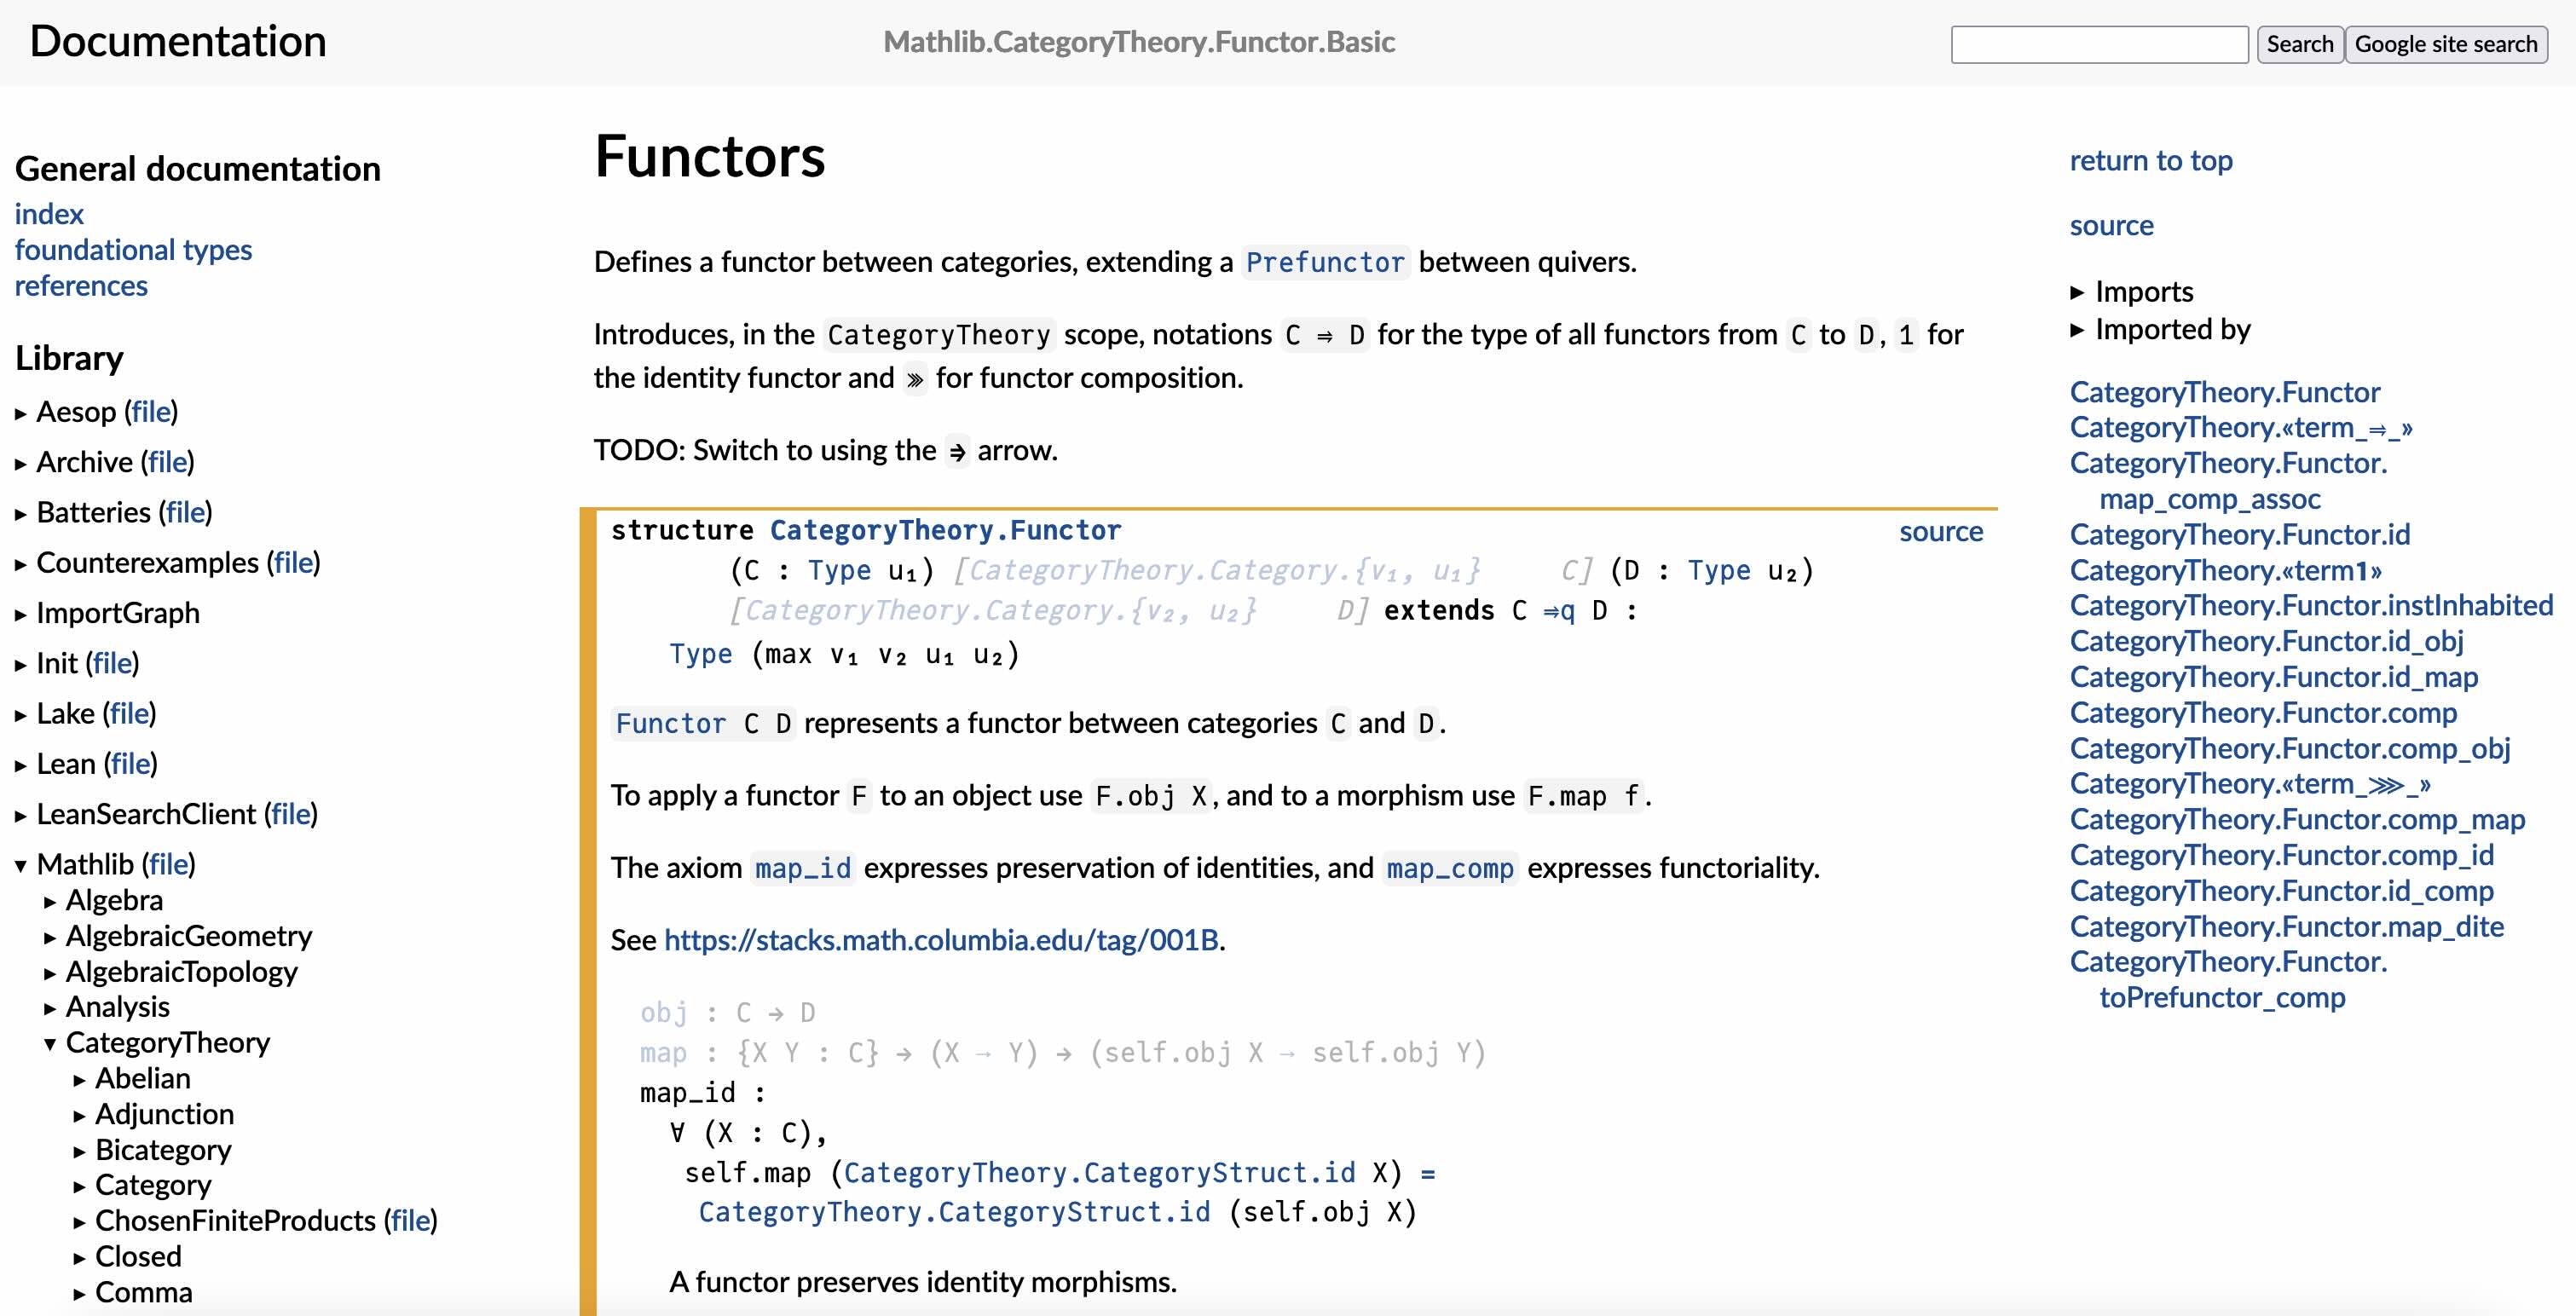 Documentation
Mathlib.CategoryTheory.Functor.Basic
Search
Google site search
General documentation
index
foundational types
references
Library
▸ Aesop (file)
▸ Archive (file)
▸ Batteries (file)
▸ Counterexamples (file)
▸ ImportGraph
▸ Init (file)
▸ Lake (file)
▸ Lean (file)
▸ LeanSearchClient (file)
▾ Mathlib (file)
▸ Algebra
▸ AlgebraicGeometry
▸ AlgebraicTopology
▸ Analysis
▾ CategoryTheory
▸ Abelian
▸ Adjunction
▸ Bicategory
▸ Category
▸ ChosenFiniteProducts (file)
▸ Closed
▸ Comma
Functors
Defines a functor between categories, extending a Prefunctor between quivers.
Introduces, in the CategoryTheory scope, notations C ⥤ D for the type of all functors from C to D, 𝟭 for
the identity functor and ⋙ for functor composition.
TODO: Switch to using the ⇒ arrow.
structure CategoryTheory.Functor source
(C : Type u₁) [CategoryTheory.Category.{v₁, u₁} C] (D : Type u₂)
[CategoryTheory.Category.{v₂, u₂} D] extends C ⥤q D :
Type (max v₁ v₂ u₁ u₂)
Functor C D represents a functor between categories C and D.
To apply a functor F to an object use F.obj X, and to a morphism use F.map f.
The axiom map_id expresses preservation of identities, and map_comp expresses functoriality.
See https://stacks.math.columbia.edu/tag/001B.
obj : C → D
map : {X Y : C} → (X ⟶ Y) → (self.obj X ⟶ self.obj Y)
map_id :
∀ (X : C),
self.map (CategoryTheory.CategoryStruct.id X) =
CategoryTheory.CategoryStruct.id (self.obj X)
A functor preserves identity morphisms.
return to top
source
▸ Imports
▸ Imported by
CategoryTheory.Functor
CategoryTheory.«term_⥤_»
CategoryTheory.Functor.
map_comp_assoc
CategoryTheory.Functor.id
CategoryTheory.«term𝟭»
CategoryTheory.Functor.instInhabited
CategoryTheory.Functor.id_obj
CategoryTheory.Functor.id_map
CategoryTheory.Functor.comp
CategoryTheory.Functor.comp_obj
CategoryTheory.«term_⋙_»
CategoryTheory.Functor.comp_map
CategoryTheory.Functor.comp_id
CategoryTheory.Functor.id_comp
CategoryTheory.Functor.map_dite
CategoryTheory.Functor.
toPrefunctor_comp